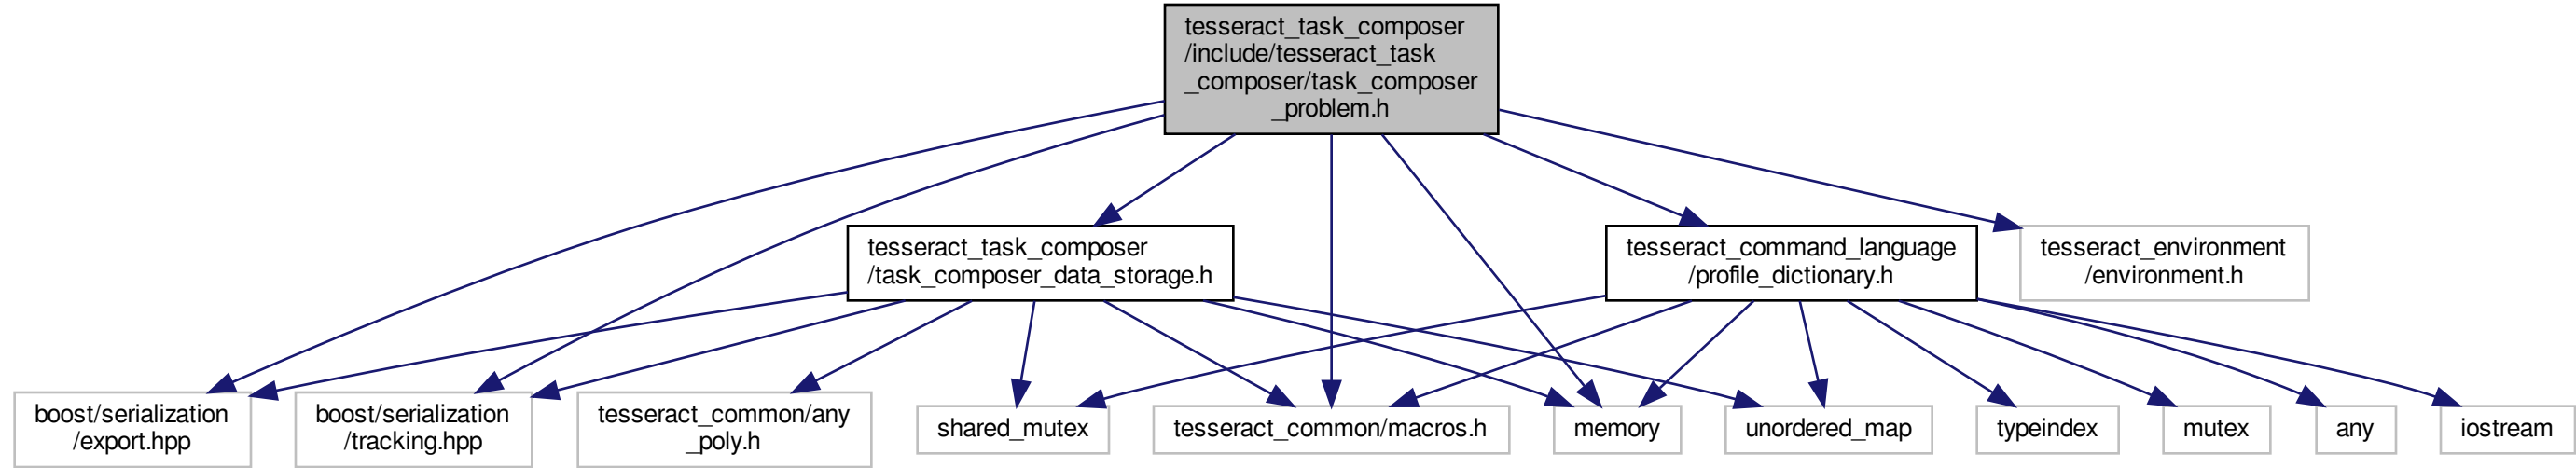 tesseract_task_composer
/include/tesseract_task
_composer/task_composer
_problem.h
tesseract_task_composer
/task_composer_data_storage.h
tesseract_command_language
/profile_dictionary.h
tesseract_environment
/environment.h
boost/serialization
/export.hpp
boost/serialization
/tracking.hpp
tesseract_common/any
_poly.h
shared_mutex
tesseract_common/macros.h
memory
unordered_map
typeindex
mutex
any
iostream